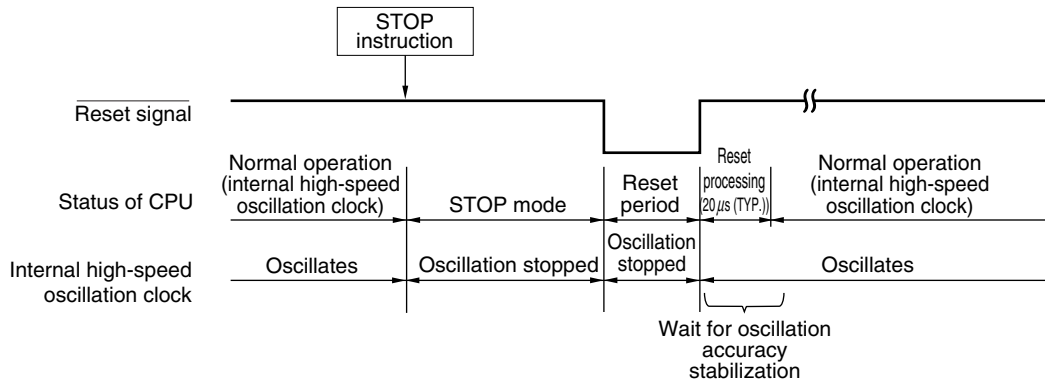 STOP
instruction
Reset signal
Status of CPU
Normal operation
(internal high-speed
oscillation clock)
STOP mode
Reset
period
Reset
processing
(20 μs (TYP.))
Normal operation
(internal high-speed
oscillation clock)
Internal high-speed
oscillation clock
Oscillates
Oscillation stopped
Oscillation
stopped
Oscillates
Wait for oscillation
accuracy
stabilization